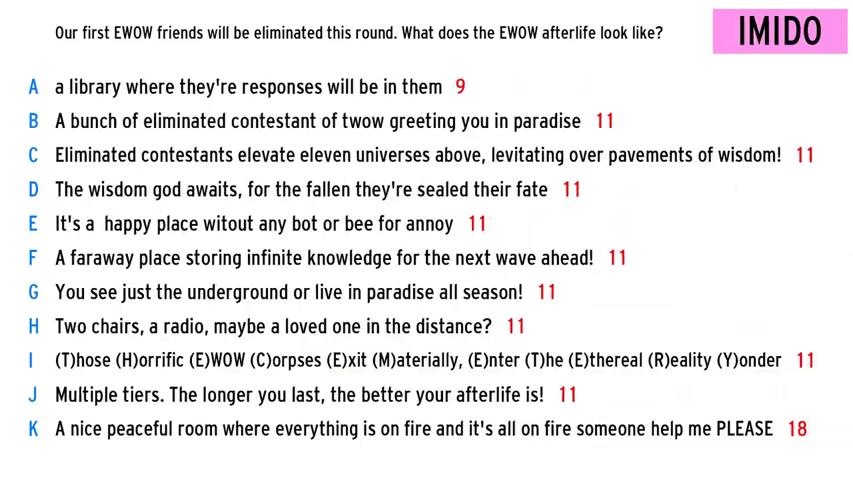 Our first EWOW friends will be eliminated this round. What does the EWOW afterlife look like?
IMIDO
A a library where they're responses will be in them 9
B A bunch of eliminated contestant of twow greeting you in paradise 11
C Eliminated contestants elevate eleven universes above, levitating over pavements of wisdom! 11
D The wisdom god awaits, for the fallen they're sealed their fate 11
E It's a happy place witout any bot or bee for annoy 11
F A faraway place storing infinite knowledge for the next wave ahead! 11
G You see just the underground or live in paradise all season! 11
H Two chairs, a radio, maybe a loved one in the distance? 11
I (T)hose (H)orrific (E)WOW (C)orpses (E)xit (M)aterially, (E)nter (T)he (E)thereal (R)eality (Y)onder 11
J Multiple tiers. The longer you last, the better your afterlife is! 11
K A nice peaceful room where everything is on fire and it's all on fire someone help me PLEASE 18